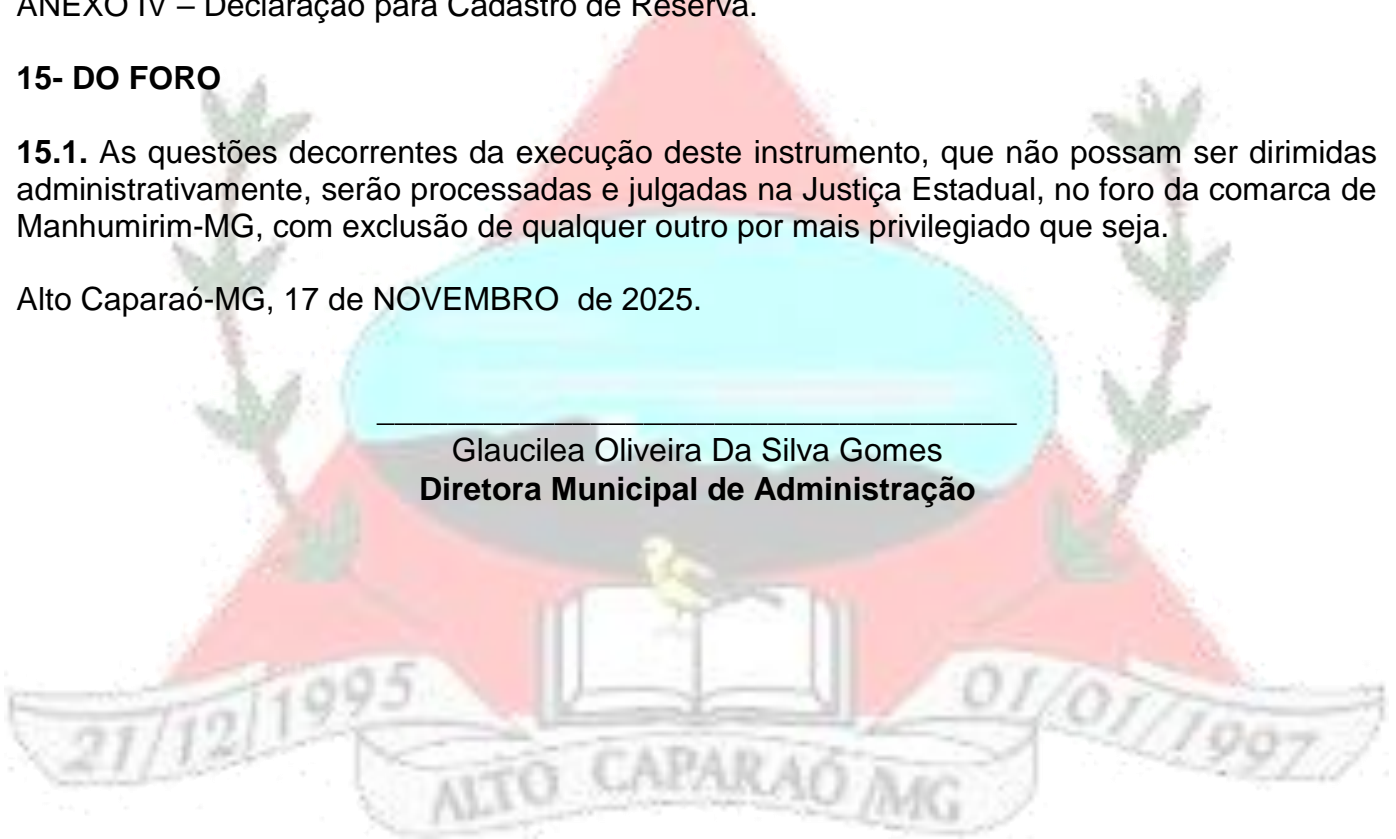 ANEXO IV – Declaração para Cadastro de Reserva.
15- DO FORO
15.1. As questões decorrentes da execução deste instrumento, que não possam ser dirimidas
administrativamente, serão processadas e julgadas na Justiça Estadual, no foro da comarca de
Manhumirim-MG, com exclusão de qualquer outro por mais privilegiado que seja.
Alto Caparaó-MG, 17 de NOVEMBRO  de 2025.
Glaucilea Oliveira Da Silva Gomes
Diretora Municipal de Administração
21/12/1995
01/01/1997
ALTO CAPARAÓ MG